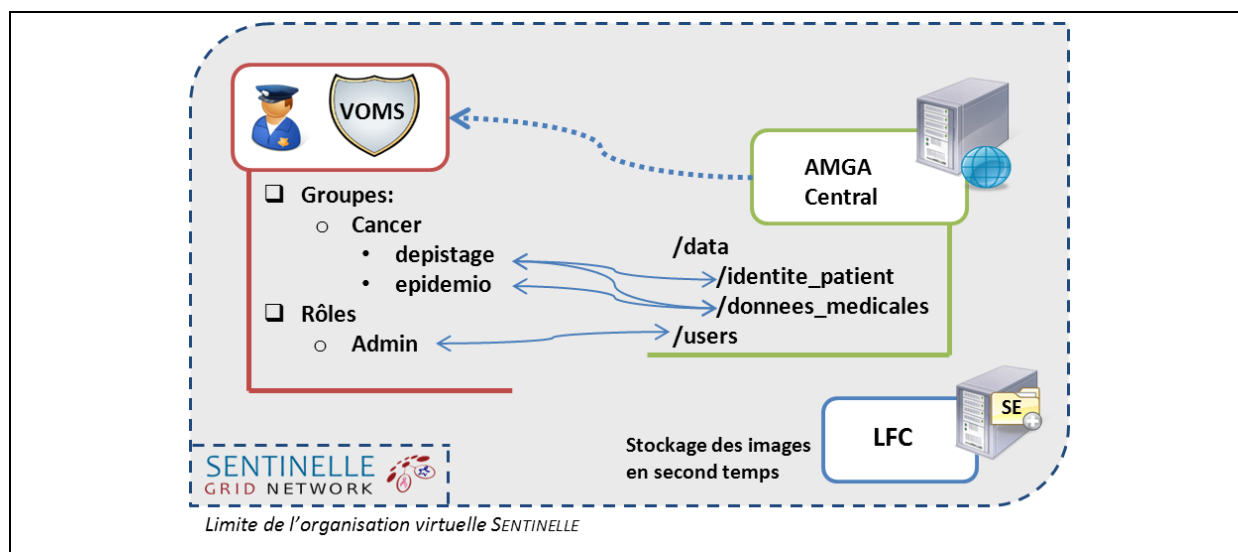 VOMS
Groupes:
Cancer
depistage
epidemio
Rôles
Admin
AMGA
Central
/data
/identite_patient
/donnees_medicales
/users
SE
LFC
Stockage des images
en second temps
SENTINELLE
GRID NETWORK
Limite de l'organisation virtuelle SENTINELLE